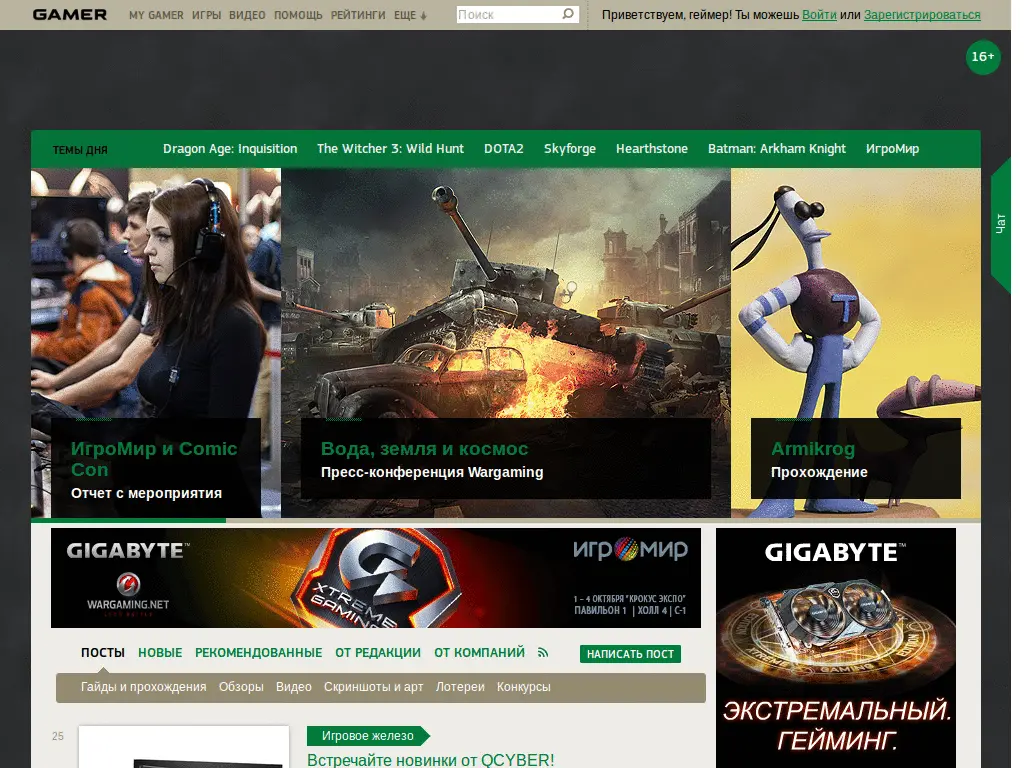 GAMER MY GAMER ИГРЫ ВИДЕО ПОМОЩЬ РЕЙТИНГИ ЕЩЕ Поиск Приветствуем, геймер! Ты можешь Войти или Зарегистрироваться
16+
ТЕМЫ ДНЯ Dragon Age: Inquisition The Witcher 3: Wild Hunt DOTA2 Skyforge Hearthstone Batman: Arkham Knight ИгроМир
Чат
T
ИгроМир и Comic
Con
Отчет с мероприятия
Вода, земля и космос
Пресс-конференция Wargaming
Armikrog
Прохождение
GIGABYTE™
WARGAMING.NET
XTREME
GAMING
ИГРОМИР
1 – 4 ОКТЯБРЯ "КРОКУС ЭКСПО"
ПАВИЛЬОН 1 | ХОЛЛ 4 | С-1
GIGABYTE™
XTREME GAMING
ЭКСТРЕМАЛЬНЫЙ.
ГЕЙМИНГ.
ПОСТЫ НОВЫЕ РЕКОМЕНДОВАННЫЕ ОТ РЕДАКЦИИ ОТ КОМПАНИЙ НАПИСАТЬ ПОСТ
Гайды и прохождения Обзоры Видео Скриншоты и арт Лотереи Конкурсы
25
Игровое железо
Встречайте новинки от QCYBER!